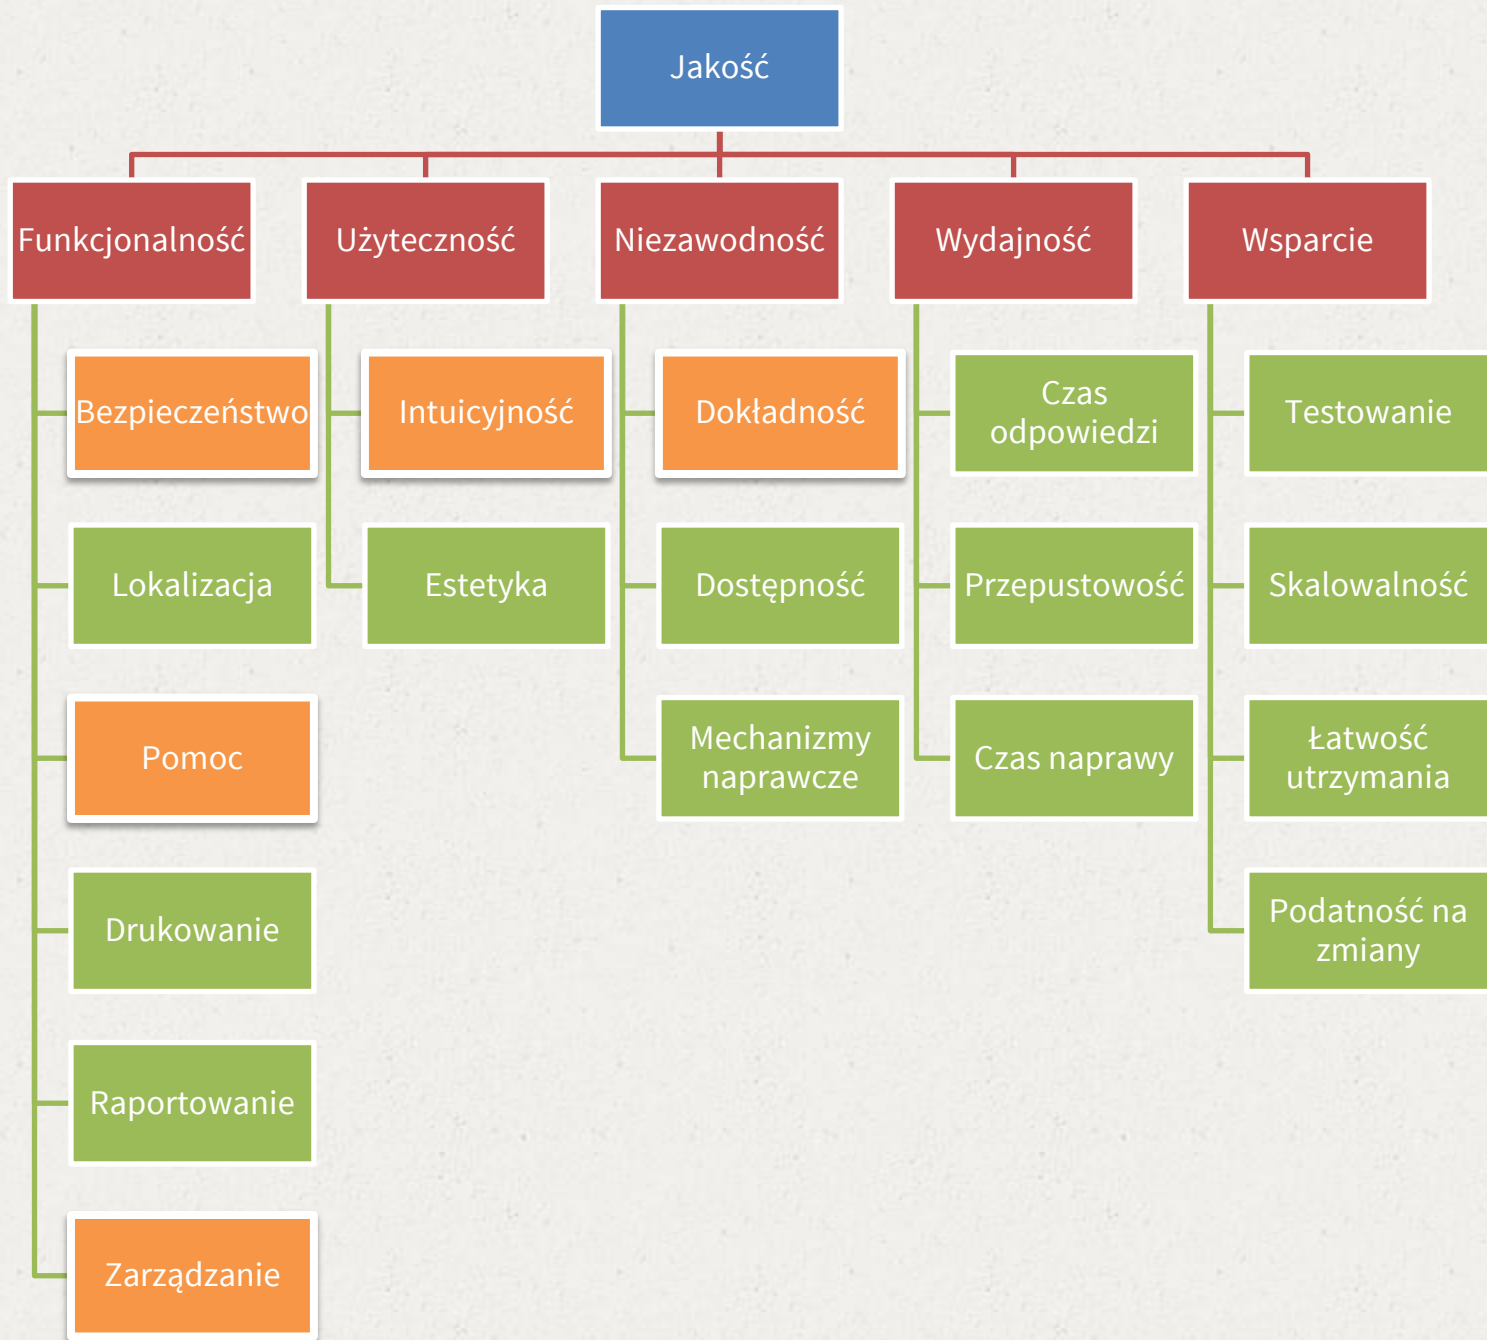 Jakość
Funkcjonalność
Użyteczność
Niezawodność
Wydajność
Wsparcie
Bezpieczeństwo
Lokalizacja
Pomoc
Drukowanie
Raportowanie
Zarządzanie
Intuicyjność
Estetyka
Dokładność
Dostępność
Mechanizmy
naprawcze
Czas
odpowiedzi
Przepustowość
Czas naprawy
Testowanie
Skalowalność
Łatwość
utrzymania
Podatność na
zmiany